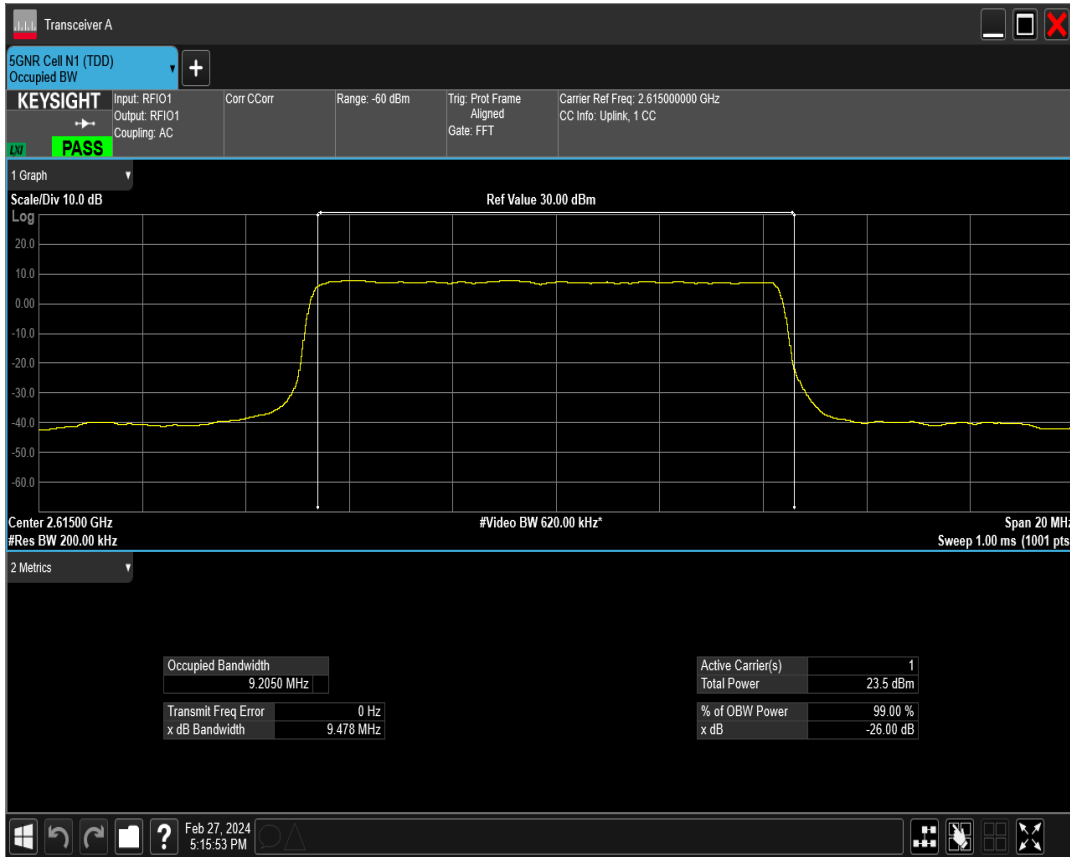 Transceiver A
5GNR Cell N1 (TDD)
Occupied BW
+
KEYSIGHT
LXI
PASS
Input: RFIO1
Output: RFIO1
Coupling: AC
Corr CCorr
Range: -60 dBm
Trig: Prot Frame
Aligned
Gate: FFT
Carrier Ref Freq: 2.615000000 GHz
CC Info: Uplink, 1 CC
1 Graph
Scale/Div 10.0 dB
Ref Value 30.00 dBm
Log
20.0
10.0
0.00
-10.0
-20.0
-30.0
-40.0
-50.0
-60.0
Center 2.61500 GHz
#Video BW 620.00 kHz*
Span 20 MHz
#Res BW 200.00 kHz
Sweep 1.00 ms (1001 pts
2 Metrics
Occupied Bandwidth
9.2050 MHz
Transmit Freq Error 0 Hz
x dB Bandwidth 9.478 MHz
Active Carrier(s) 1
Total Power 23.5 dBm
% of OBW Power 99.00 %
x dB -26.00 dB
?
Feb 27, 2024
5:15:53 PM